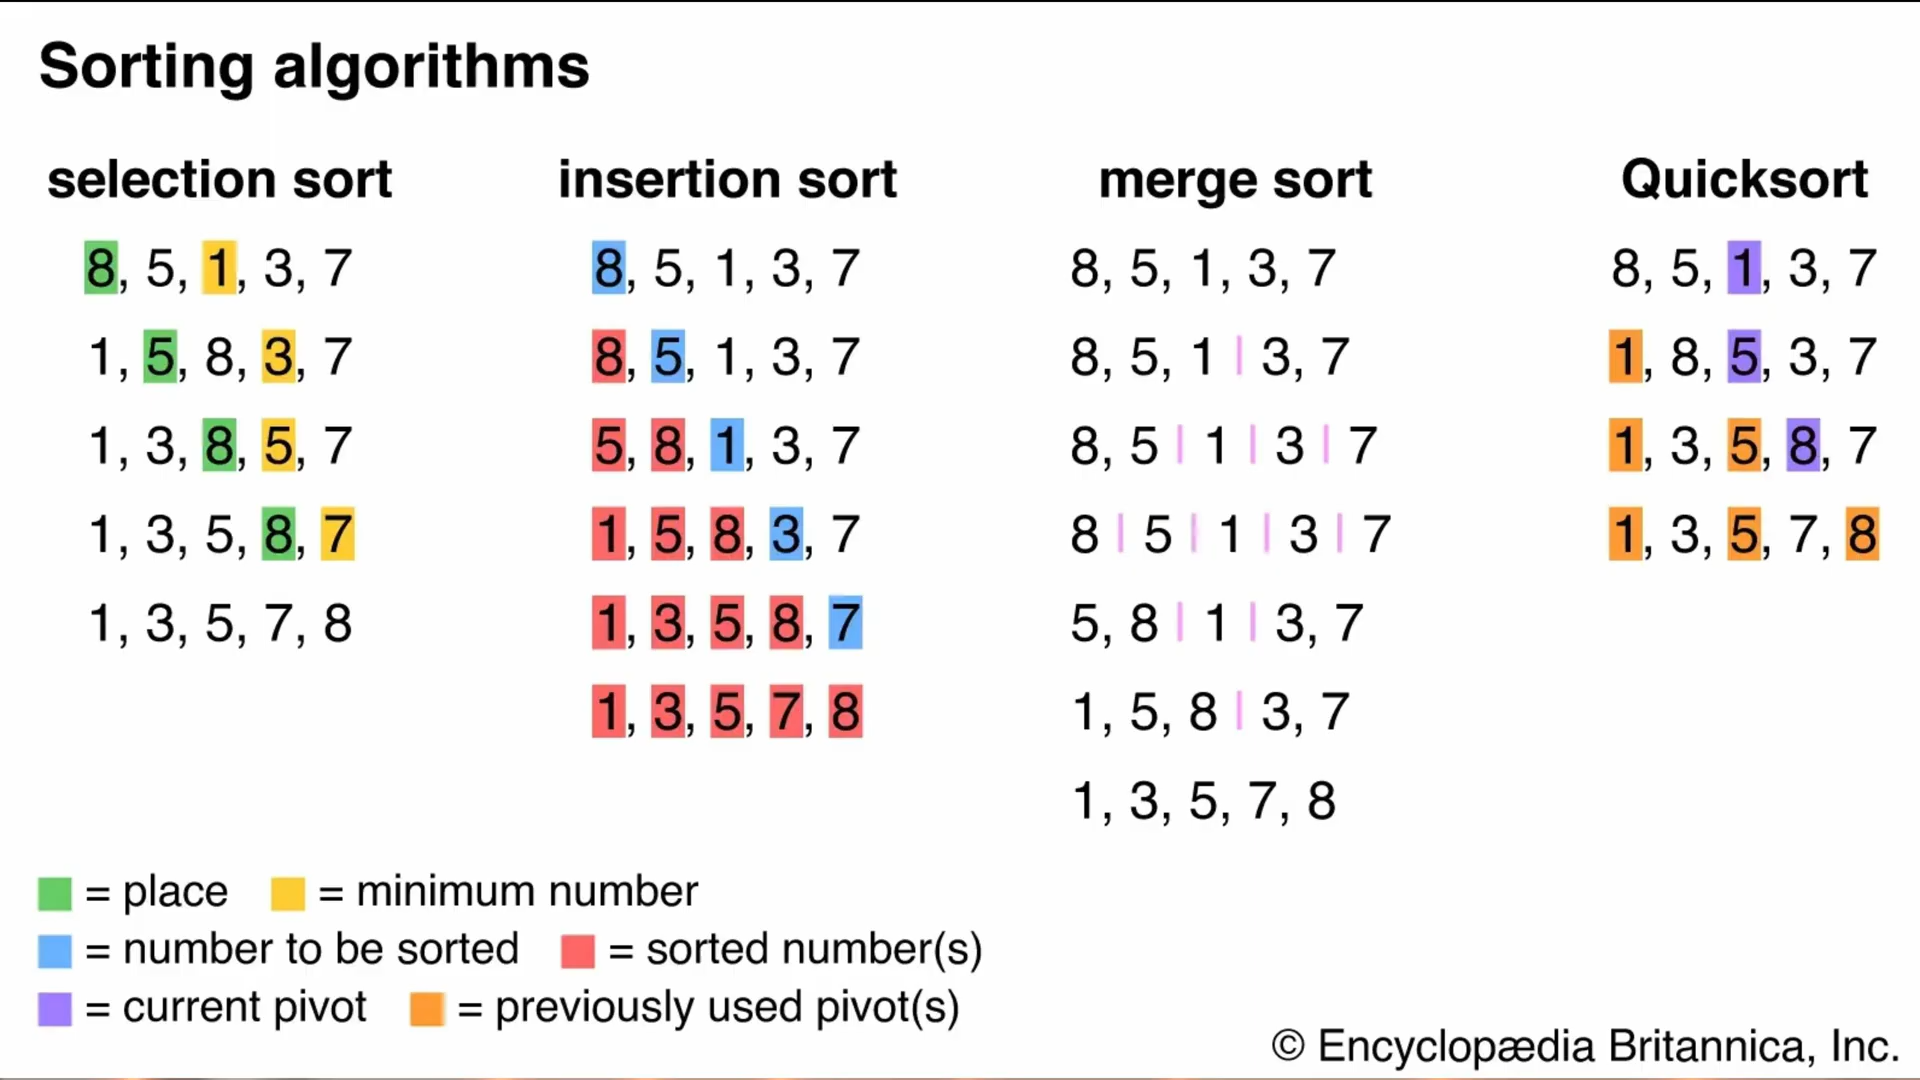 Sorting algorithms
selection sort
8, 5, 1, 3, 7
1, 5, 8, 3, 7
1, 3, 8, 5, 7
1, 3, 5, 8, 7
1, 3, 5, 7, 8
insertion sort
8, 5, 1, 3, 7
8, 5, 1, 3, 7
5, 8, 1, 3, 7
1, 5, 8, 3, 7
1, 3, 5, 8, 7
1, 3, 5, 7, 8
merge sort
8, 5, 1, 3, 7
8, 5, 1 | 3, 7
8, 5 | 1 | 3 | 7
8 | 5 | 1 | 3 | 7
5, 8 | 1 | 3, 7
1, 5, 8 | 3, 7
1, 3, 5, 7, 8
Quicksort
8, 5, 1, 3, 7
1, 8, 5, 3, 7
1, 3, 5, 8, 7
1, 3, 5, 7, 8
= place = minimum number
= number to be sorted = sorted number(s)
= current pivot = previously used pivot(s)
© Encyclopædia Britannica, Inc.